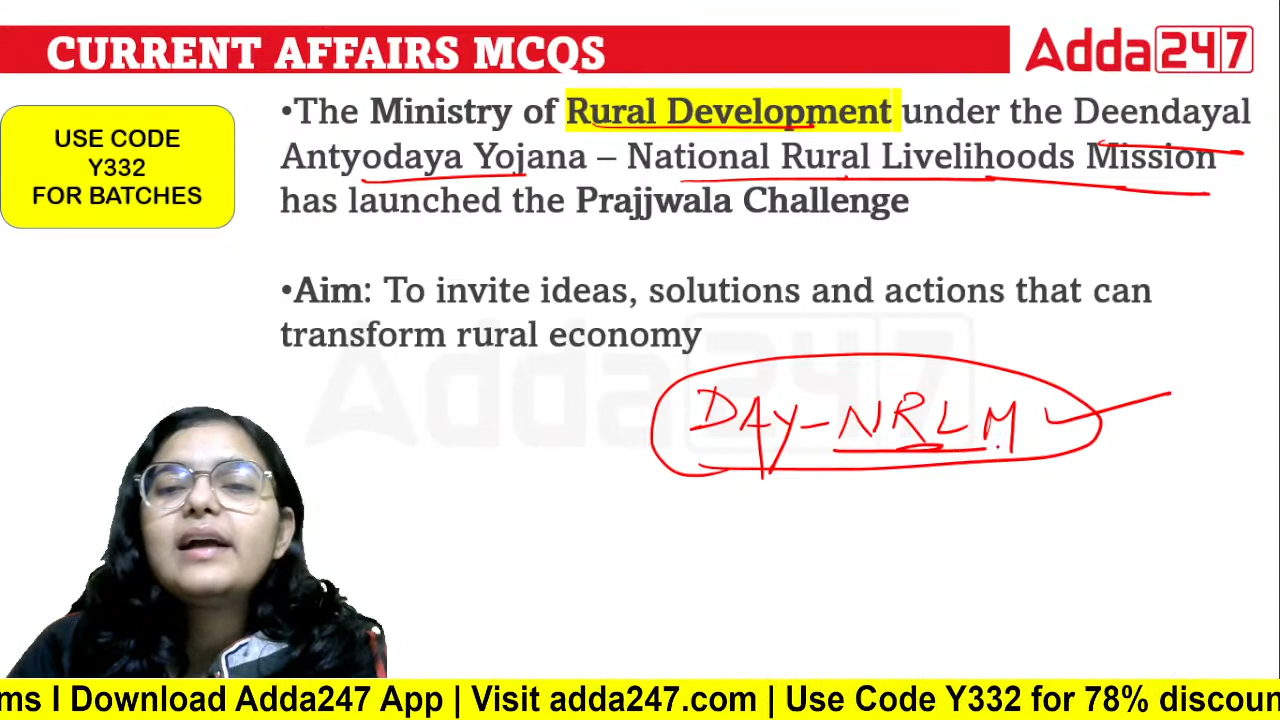 CURRENT AFFAIRS MCQS
Adda247
USE CODE
Y332
FOR BATCHES
•The Ministry of Rural Development under the Deendayal
Antyodaya Yojana – National Rural Livelihoods Mission
has launched the Prajjwala Challenge
•Aim: To invite ideas, solutions and actions that can
transform rural economy
Adda247
DAY-NRLM
ms I Download Adda247 App | Visit adda247.com | Use Code Y332 for 78% discoun